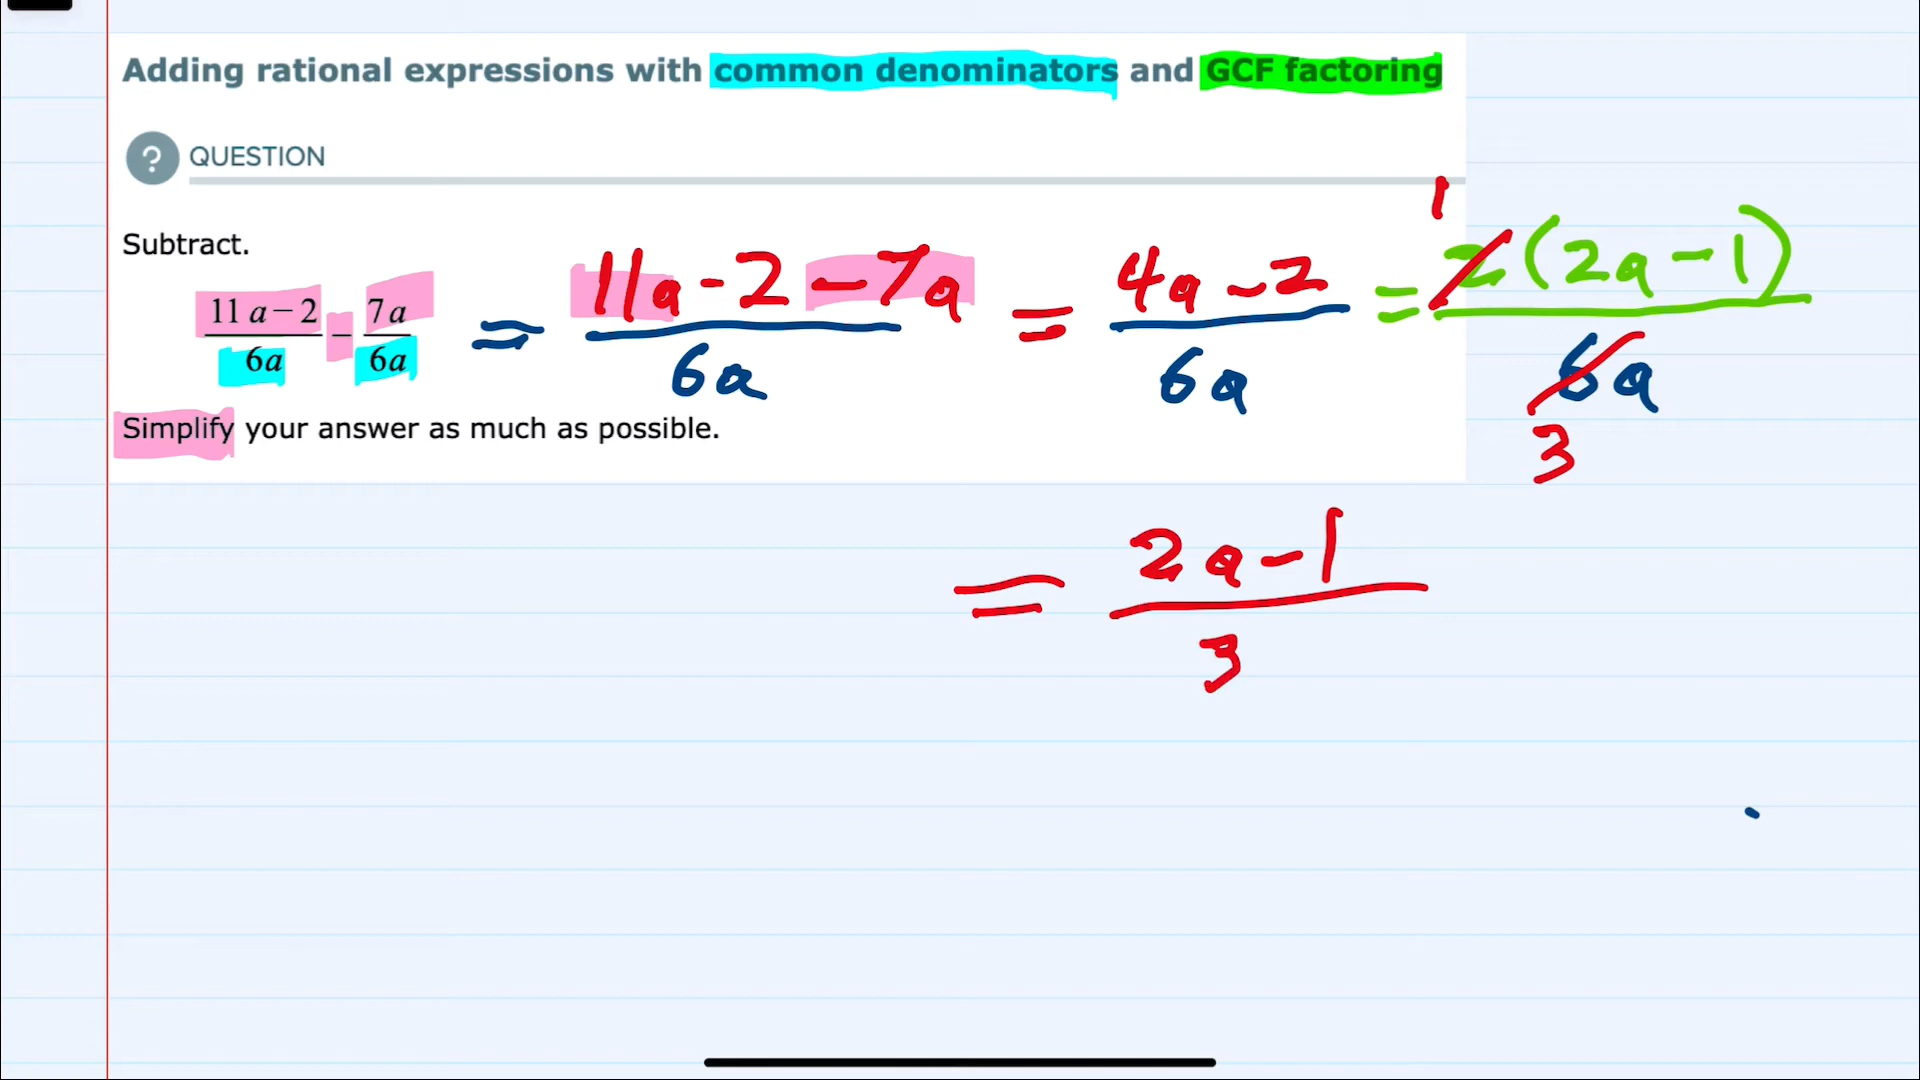 Adding rational expressions with common denominators and GCF factoring
? QUESTION
Subtract.
(11a−2)/(6a) − (7a)/(6a) = (11a-2-7a)/(6a) = (4a-2)/(6a) = 2(2a-1)/(6a) 1 3
Simplify your answer as much as possible.
= (2a-1)/3